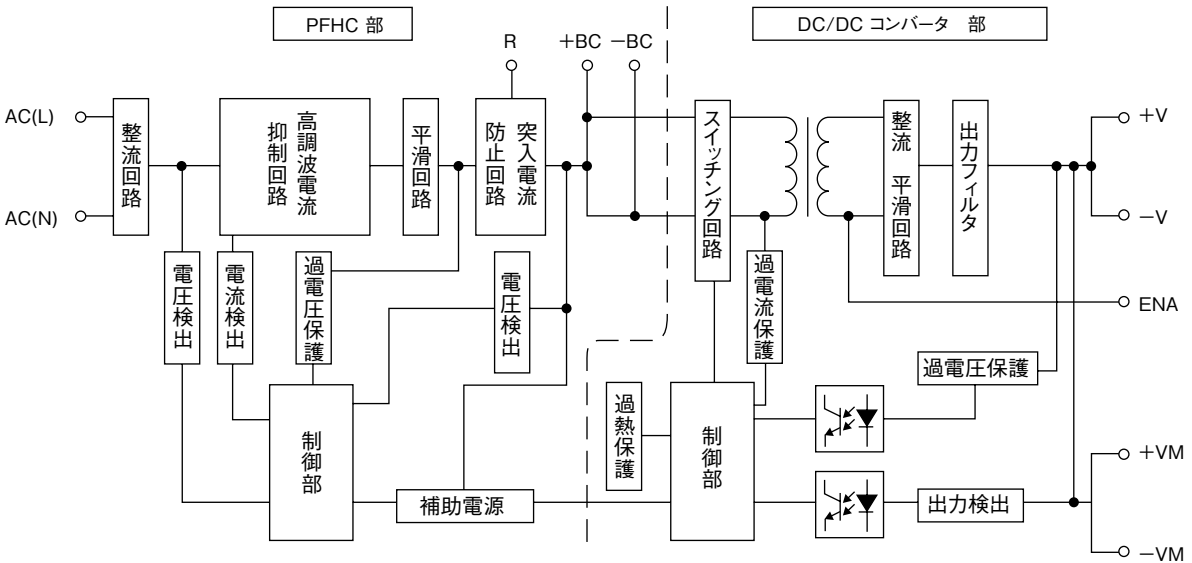 PFHC 部
DC/DC コンバータ 部
R
+BC
−BC
AC(L)
AC(N)
整流回路
高調波電流
抑制回路
平滑回路
突入電流
防止回路
スイッチング回路
整流 平滑回路
出力フィルタ
+V
−V
ENA
電圧検出
電流検出
過電圧保護
電圧検出
過電流保護
過電圧保護
制御部
補助電源
過熱保護
制御部
出力検出
+VM
−VM